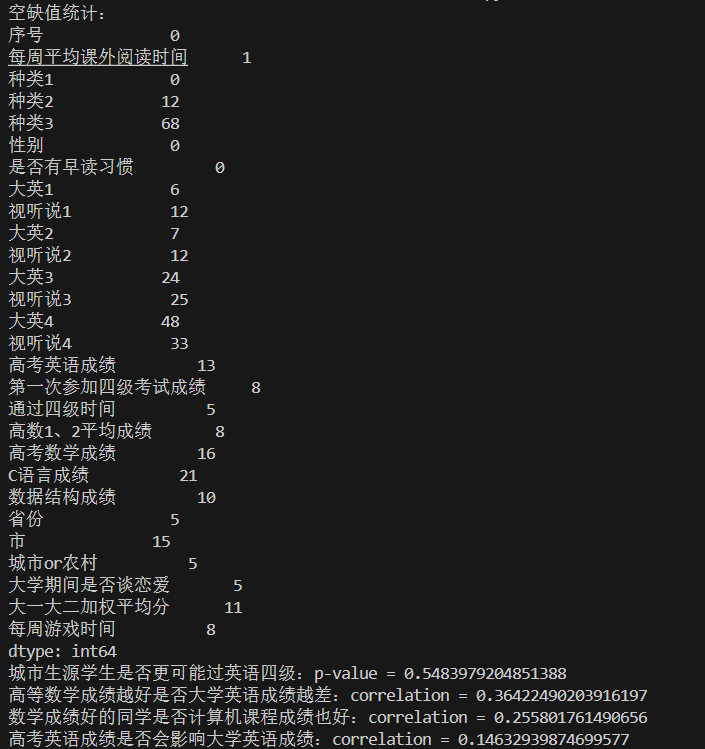 空缺值统计:
序号 0
每周平均课外阅读时间 1
种类1 0
种类2 12
种类3 68
性别 0
是否有早读习惯 0
大英1 6
视听说1 12
大英2 7
视听说2 12
大英3 24
视听说3 25
大英4 48
视听说4 33
高考英语成绩 13
第一次参加四级考试成绩 8
通过四级时间 5
高数1、2平均成绩 8
高考数学成绩 16
C语言成绩 21
数据结构成绩 10
省份 5
市 15
城市or农村 5
大学期间是否谈恋爱 5
大一大二加权平均分 11
每周游戏时间 8
dtype: int64
城市生源学生是否更可能过英语四级: p-value = 0.5483979204851388
高等数学成绩越好是否大学英语成绩越差: correlation = 0.36422490203916197
数学成绩好的同学是否计算机课程成绩也好: correlation = 0.255801761490656
高考英语成绩是否会影响大学英语成绩: correlation = 0.14632939874699577